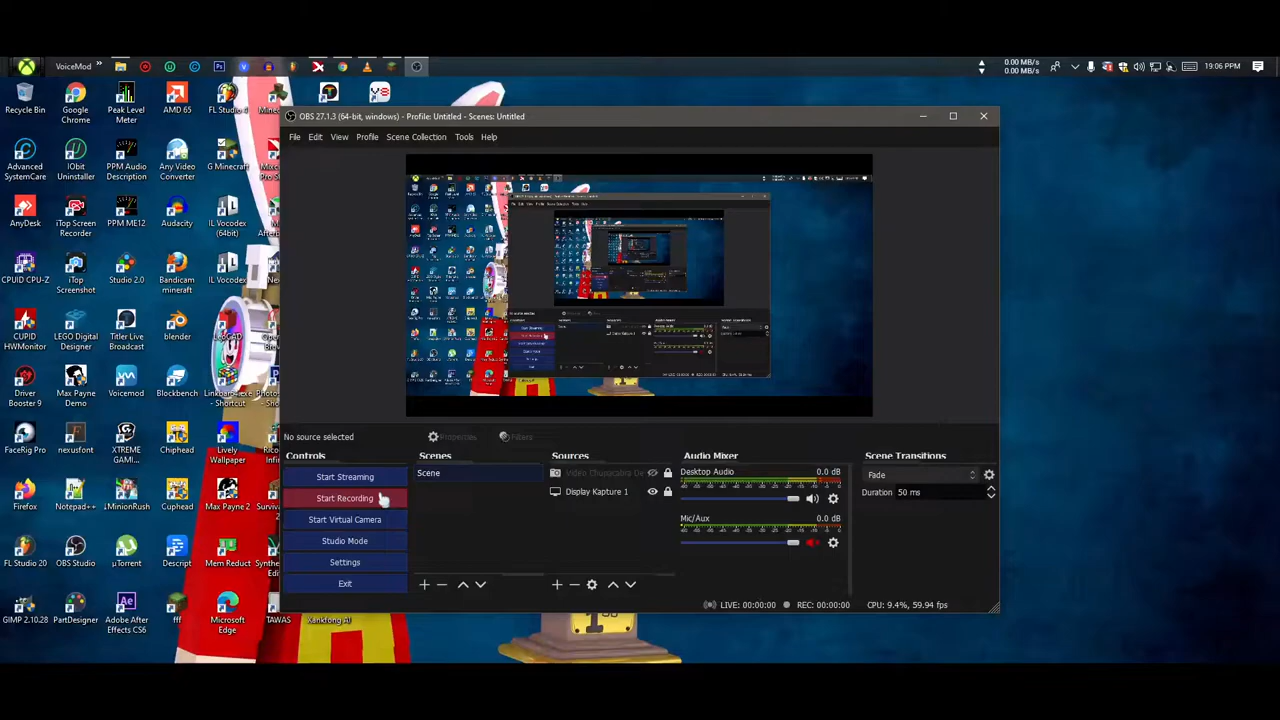 VoiceMod »
0.00 MB/s
0.00 MB/s
19:06 PM
Recycle Bin
Google Chrome
Peak Level Meter
AMD 65
Advanced SystemCare
IObit Uninstaller
PPM Audio Description
Any Video Converter
G Minecraft
AnyDesk
iTop Screen Recorder
PPM ME12
Audacity
IL Vocodex (64bit)
CPUID CPU-Z
iTop Screenshot
Studio 2.0
Bandicam minecraft
IL Vocodex
CUPID HWMonitor
LEGO Digital Designer
Titler Live Broadcast
blender
LeoCAD
Driver Booster 9
Max Payne Demo
Voicemod
Blockbench
Shortcut
FaceRig Pro
nexusfont
XTREME GAMI...
Chiphead
Lively Wallpaper
Firefox
Notepad++
!MinionRush
Cuphead
Max Payne 2
FL Studio 20
OBS Studio
µTorrent
Descript
Mem Reduct
GIMP 2.10.28
PartDesigner
Adobe After Effects CS6
fff
Microsoft Edge
TAWAS
OBS 27.1.3 (64-bit, windows) - Profile: Untitled - Scenes: Untitled
File Edit View Profile Scene Collection Tools Help
No source selected
Properties
Filters
Controls
Scenes
Sources
Audio Mixer
Scene Transitions
Start Streaming
Start Recording
Start Virtual Camera
Studio Mode
Settings
Exit
Scene
Display Kapture 1
Desktop Audio 0.0 dB
Mic/Aux 0.0 dB
Fade
Duration 50 ms
LIVE: 00:00:00
REC: 00:00:00
CPU: 9.4%, 59.94 fps